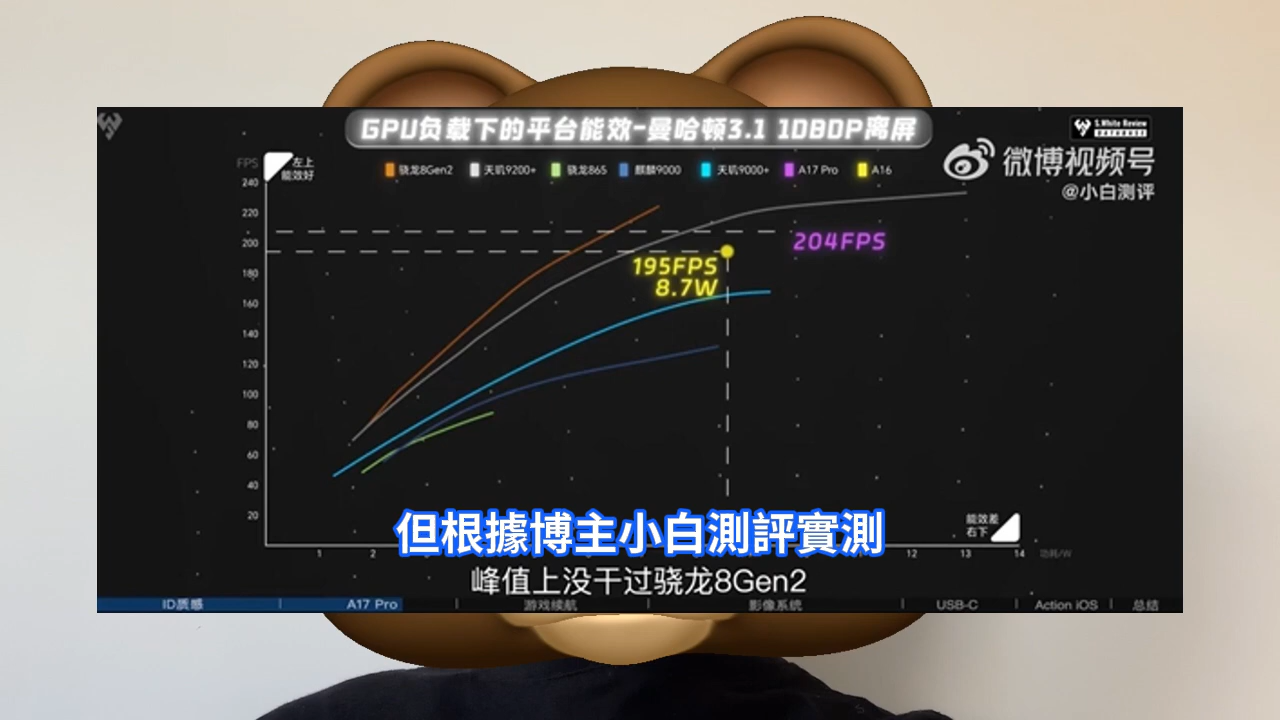 GPU负载下的平台能效-曼哈顿3.1 1080P离屏
S.White Review
DATABASE
微博视频号
@小白测评
FPS
左上
能效好
骁龙8Gen2
天玑9200+
骁龙865
麒麟9000
天玑9000+
A17 Pro
A16
240
220
200
180
160
140
120
100
80
60
40
20
204FPS
195FPS
8.7W
能效差
右下
1
2
12
13
14
功耗/W
但根據博主小白測評實測
峰值上没干过骁龙8Gen2
ID质感
A17 Pro
游戏续航
影像系统
USB-C
Action iOS
总结